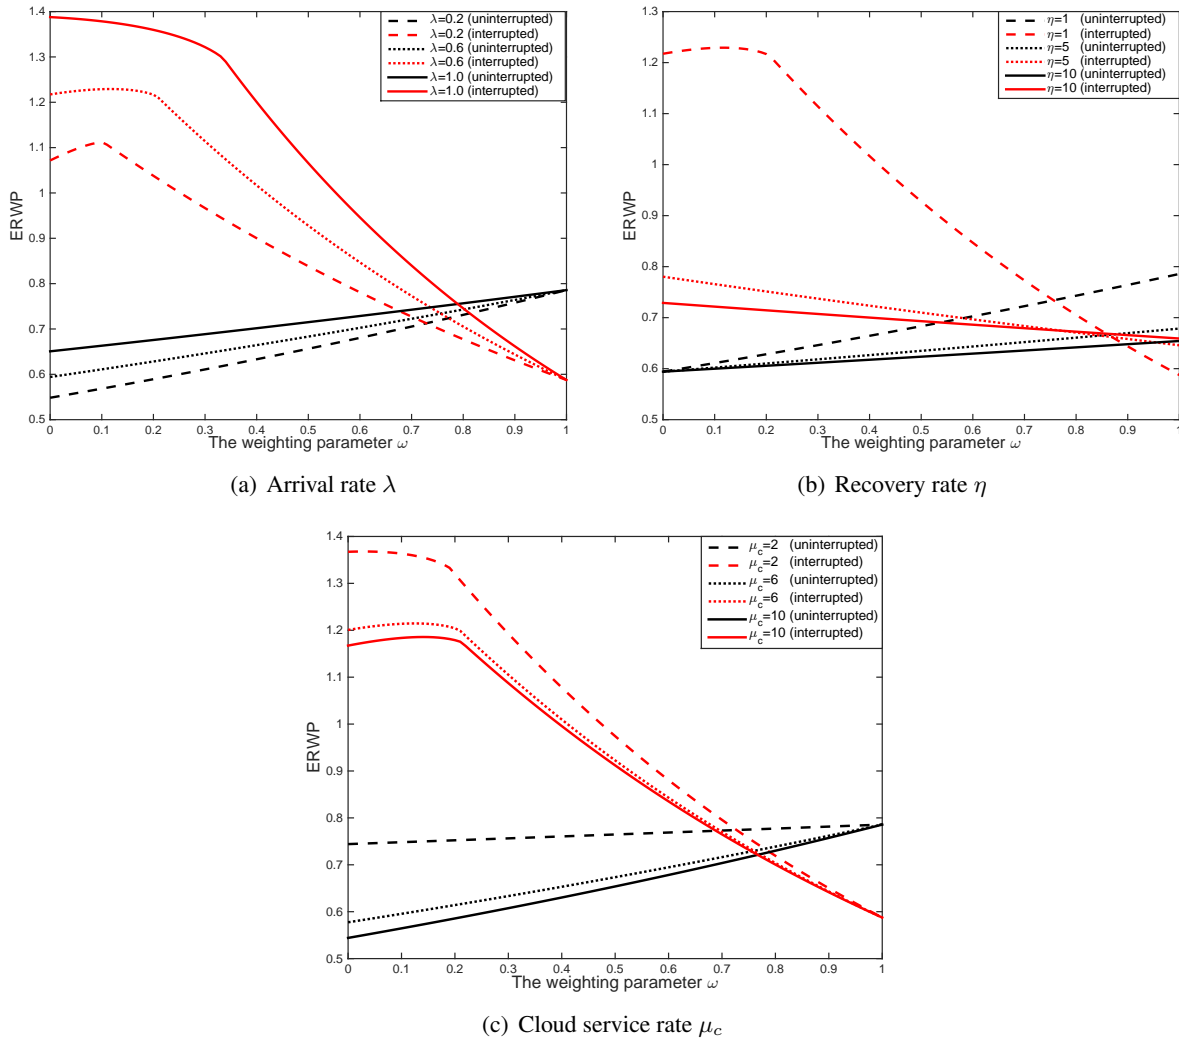 1.4
1.3
1.2
1.1
1
0.9
0.8
0.7
0.6
0.5
ERWP
0 0.1 0.2 0.3 0.4 0.5 0.6 0.7 0.8 0.9 1
The weighting parameter ω
λ=0.2 (uninterrupted)
λ=0.2 (interrupted)
λ=0.6 (uninterrupted)
λ=0.6 (interrupted)
λ=1.0 (uninterrupted)
λ=1.0 (interrupted)
(a) Arrival rate λ
1.3
1.2
1.1
1
0.9
0.8
0.7
0.6
0.5
ERWP
0 0.1 0.2 0.3 0.4 0.5 0.6 0.7 0.8 0.9 1
The weighting parameter ω
η=1 (uninterrupted)
η=1 (interrupted)
η=5 (uninterrupted)
η=5 (interrupted)
η=10 (uninterrupted)
η=10 (interrupted)
(b) Recovery rate η
1.4
1.3
1.2
1.1
1
0.9
0.8
0.7
0.6
0.5
ERWP
0 0.1 0.2 0.3 0.4 0.5 0.6 0.7 0.8 0.9 1
The weighting parameter ω
μ_c=2 (uninterrupted)
μ_c=2 (interrupted)
μ_c=6 (uninterrupted)
μ_c=6 (interrupted)
μ_c=10 (uninterrupted)
μ_c=10 (interrupted)
(c) Cloud service rate μ_c